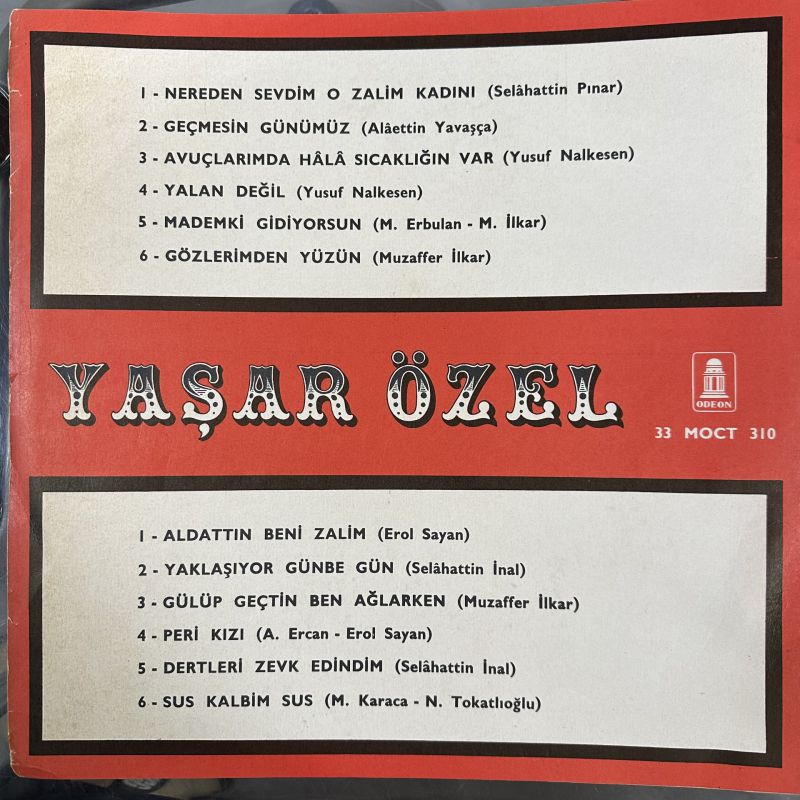 1 - NEREDEN SEVDİM O ZALİM KADINI (Selâhattin Pınar)
2 - GEÇMESİN GÜNÜMÜZ (Alâettin Yavaşça)
3 - AVUÇLARIMDA HÂLÂ SICAKLIĞIN VAR (Yusuf Nalkesen)
4 - YALAN DEĞİL (Yusuf Nalkesen)
5 - MADEMKİ GİDİYORSUN (M. Erbulan - M. İlkar)
6 - GÖZLERİMDEN YÜZÜN (Muzaffer İlkar)
YAŞAR ÖZEL
ODEON
33 MOCT 310
1 - ALDATTIN BENİ ZALİM (Erol Sayan)
2 - YAKLAŞIYOR GÜNBE GÜN (Selâhattin İnal)
3 - GÜLÜP GEÇTİN BEN AĞLARKEN (Muzaffer İlkar)
4 - PERİ KIZI (A. Ercan - Erol Sayan)
5 - DERTLERİ ZEVK EDİNDİM (Selâhattin İnal)
6 - SUS KALBİM SUS (M. Karaca - N. Tokatlıoğlu)